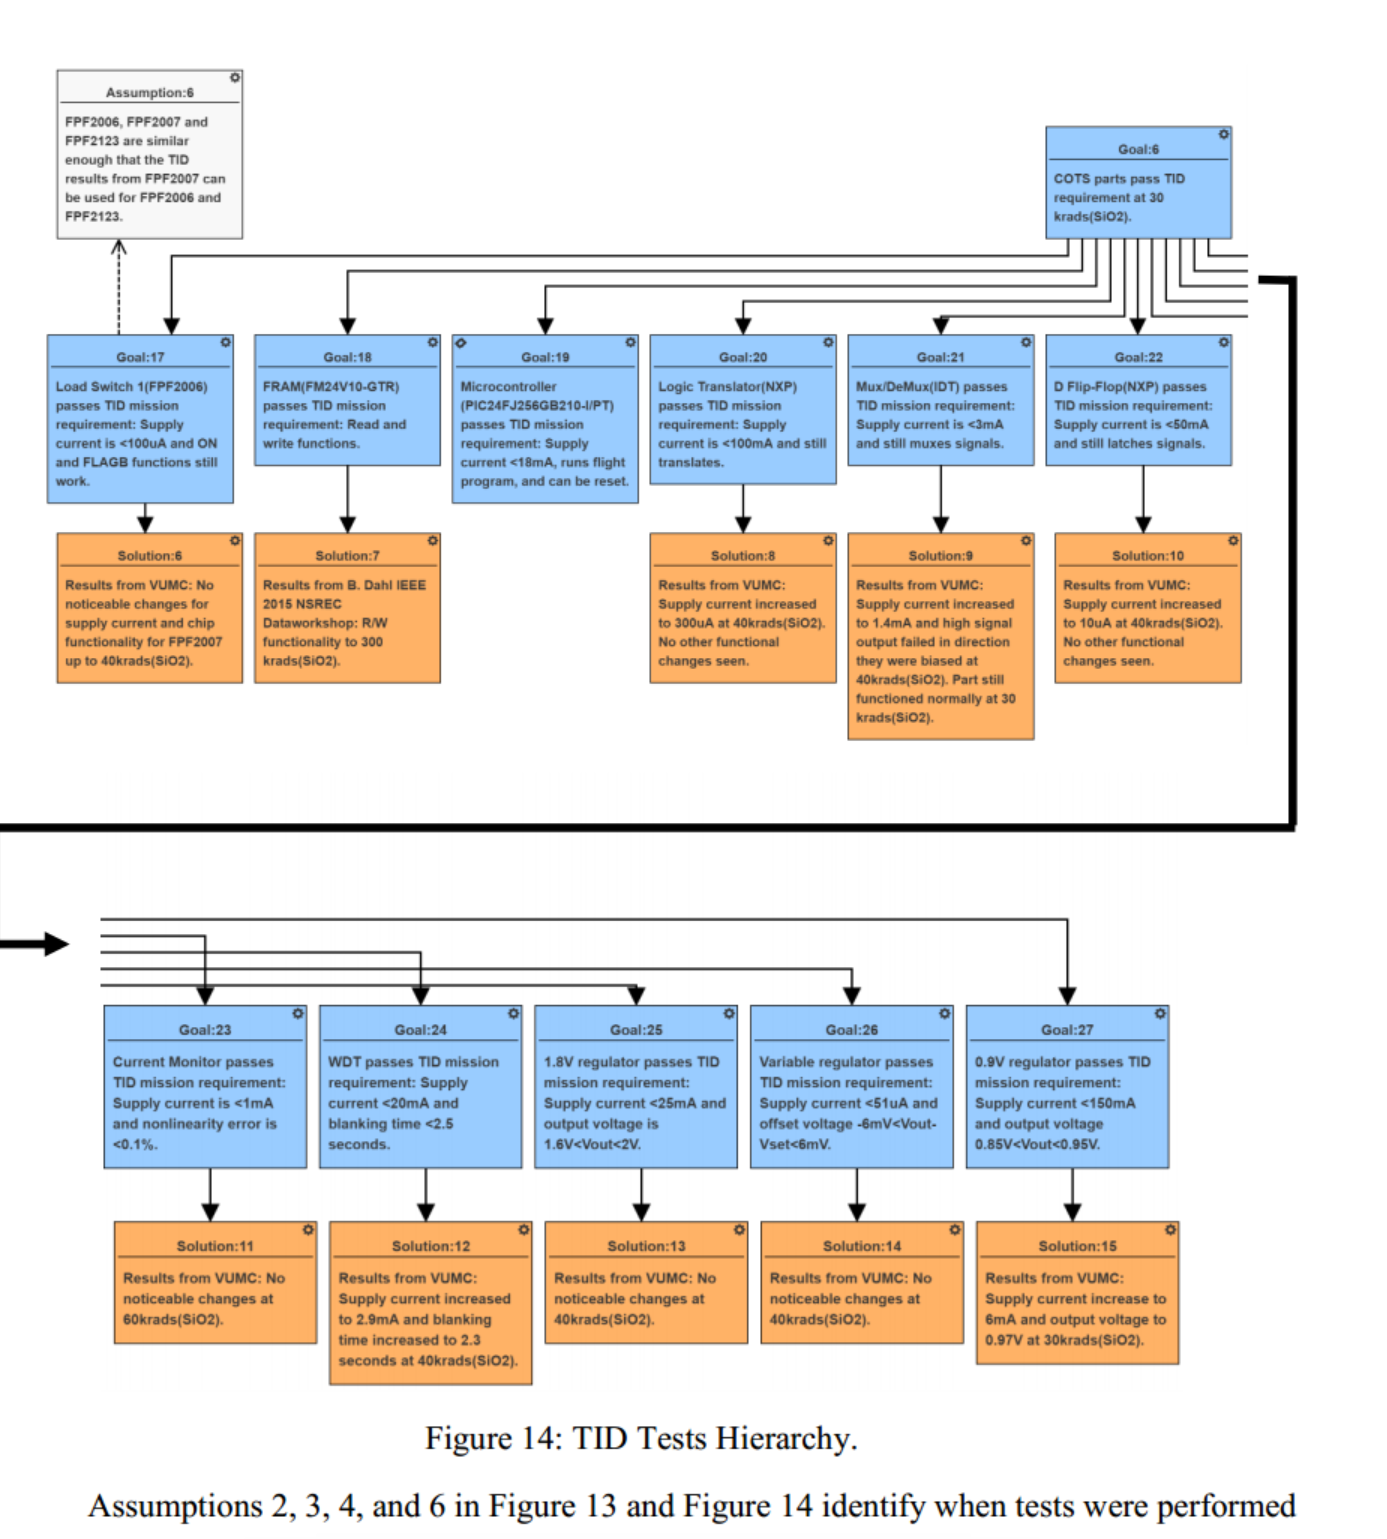 Assumption:6
FPF2006, FPF2007 and
FPF2123 are similar
enough that the TID
results from FPF2007 can
be used for FPF2006 and
FPF2123.
Goal:6
COTS parts pass TID
requirement at 30
krads(SiO2).
Goal:17
Load Switch 1(FPF2006)
passes TID mission
requirement: Supply
current is <100uA and ON
and FLAGB functions still
work.
Goal:18
FRAM(FM24V10-GTR)
passes TID mission
requirement: Read and
write functions.
Goal:19
Microcontroller
(PIC24FJ256GB210-I/PT)
passes TID mission
requirement: Supply
current <18mA, runs flight
program, and can be reset.
Goal:20
Logic Translator(NXP)
passes TID mission
requirement: Supply
current is <100mA and still
translates.
Goal:21
Mux/DeMux(IDT) passes
TID mission requirement:
Supply current is <3mA
and still muxes signals.
Goal:22
D Flip-Flop(NXP) passes
TID mission requirement:
Supply current is <50mA
and still latches signals.
Solution:6
Results from VUMC: No
noticeable changes for
supply current and chip
functionality for FPF2007
up to 40krads(SiO2).
Solution:7
Results from B. Dahl IEEE
2015 NSREC
Dataworkshop: R/W
functionality to 300
krads(SiO2).
Solution:8
Results from VUMC:
Supply current increased
to 300uA at 40krads(SiO2).
No other functional
changes seen.
Solution:9
Results from VUMC:
Supply current increased
to 1.4mA and high signal
output failed in direction
they were biased at
40krads(SiO2). Part still
functioned normally at 30
krads(SiO2).
Solution:10
Results from VUMC:
Supply current increased
to 10uA at 40krads(SiO2).
No other functional
changes seen.
Goal:23
Current Monitor passes
TID mission requirement:
Supply current is <1mA
and nonlinearity error is
<0.1%.
Goal:24
WDT passes TID mission
requirement: Supply
current <20mA and
blanking time <2.5
seconds.
Goal:25
1.8V regulator passes TID
mission requirement:
Supply current <25mA and
output voltage is
1.6V<Vout<2V.
Goal:26
Variable regulator passes
TID mission requirement:
Supply current <51uA and
offset voltage -6mV<Vout-
Vset<6mV.
Goal:27
0.9V regulator passes TID
mission requirement:
Supply current <150mA
and output voltage
0.85V<Vout<0.95V.
Solution:11
Results from VUMC: No
noticeable changes at
60krads(SiO2).
Solution:12
Results from VUMC:
Supply current increased
to 2.9mA and blanking
time increased to 2.3
seconds at 40krads(SiO2).
Solution:13
Results from VUMC: No
noticeable changes at
40krads(SiO2).
Solution:14
Results from VUMC: No
noticeable changes at
40krads(SiO2).
Solution:15
Results from VUMC:
Supply current increase to
6mA and output voltage to
0.97V at 30krads(SiO2).
Figure 14: TID Tests Hierarchy.
Assumptions 2, 3, 4, and 6 in Figure 13 and Figure 14 identify when tests were performed